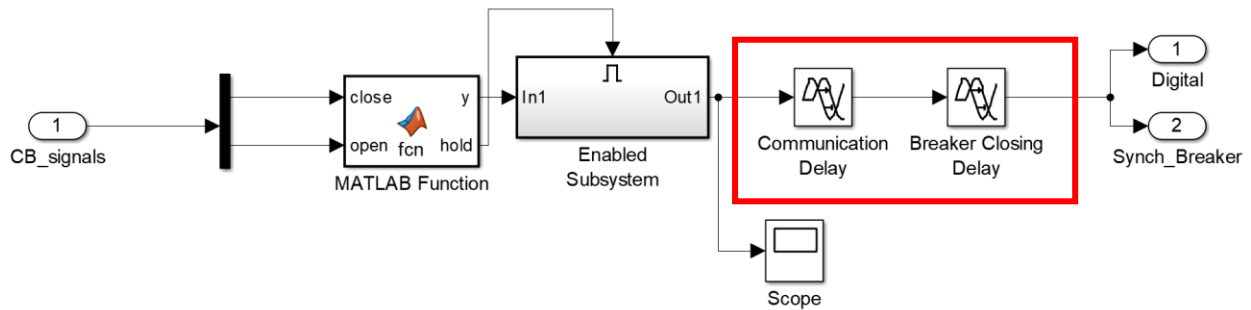 1
CB_signals
close
open
y
hold
fcn
MATLAB Function
In1
Out1
Enabled
Subsystem
Communication
Delay
Breaker Closing
Delay
Scope
1
Digital
2
Synch_Breaker